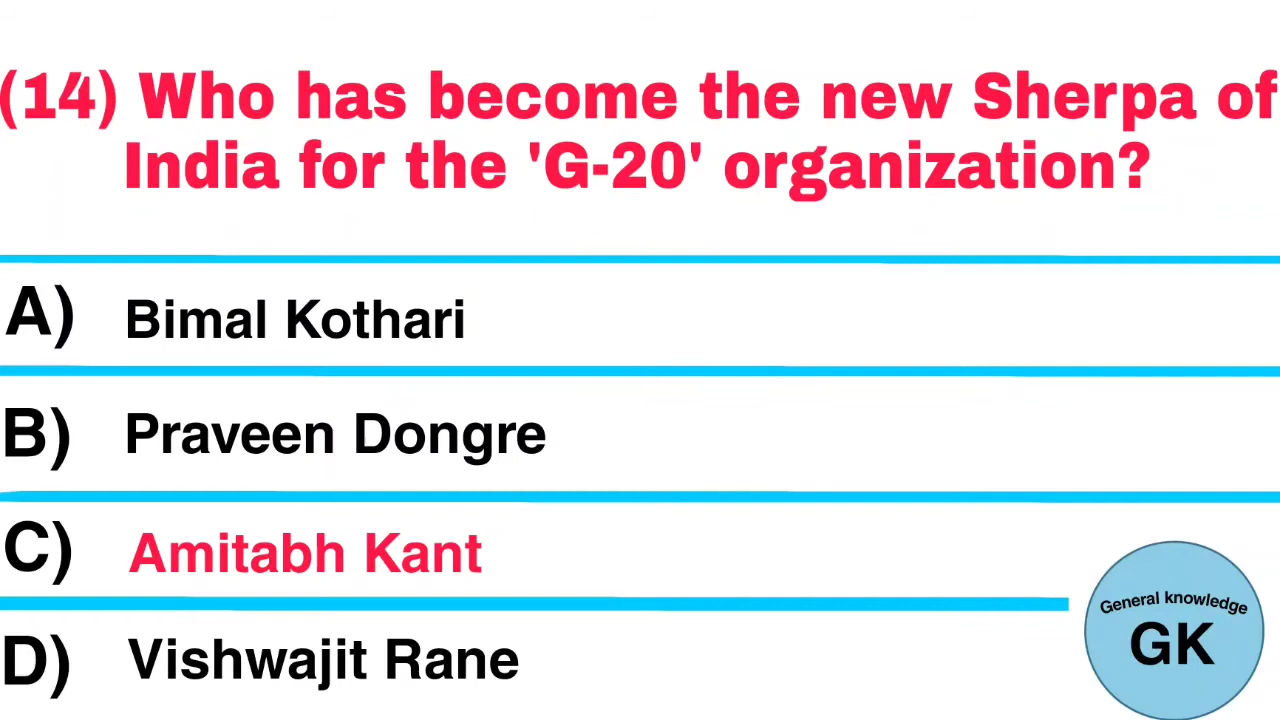 (14) Who has become the new Sherpa of
India for the 'G-20' organization?
A) Bimal Kothari
B) Praveen Dongre
C) Amitabh Kant
D) Vishwajit Rane
General knowledge
GK